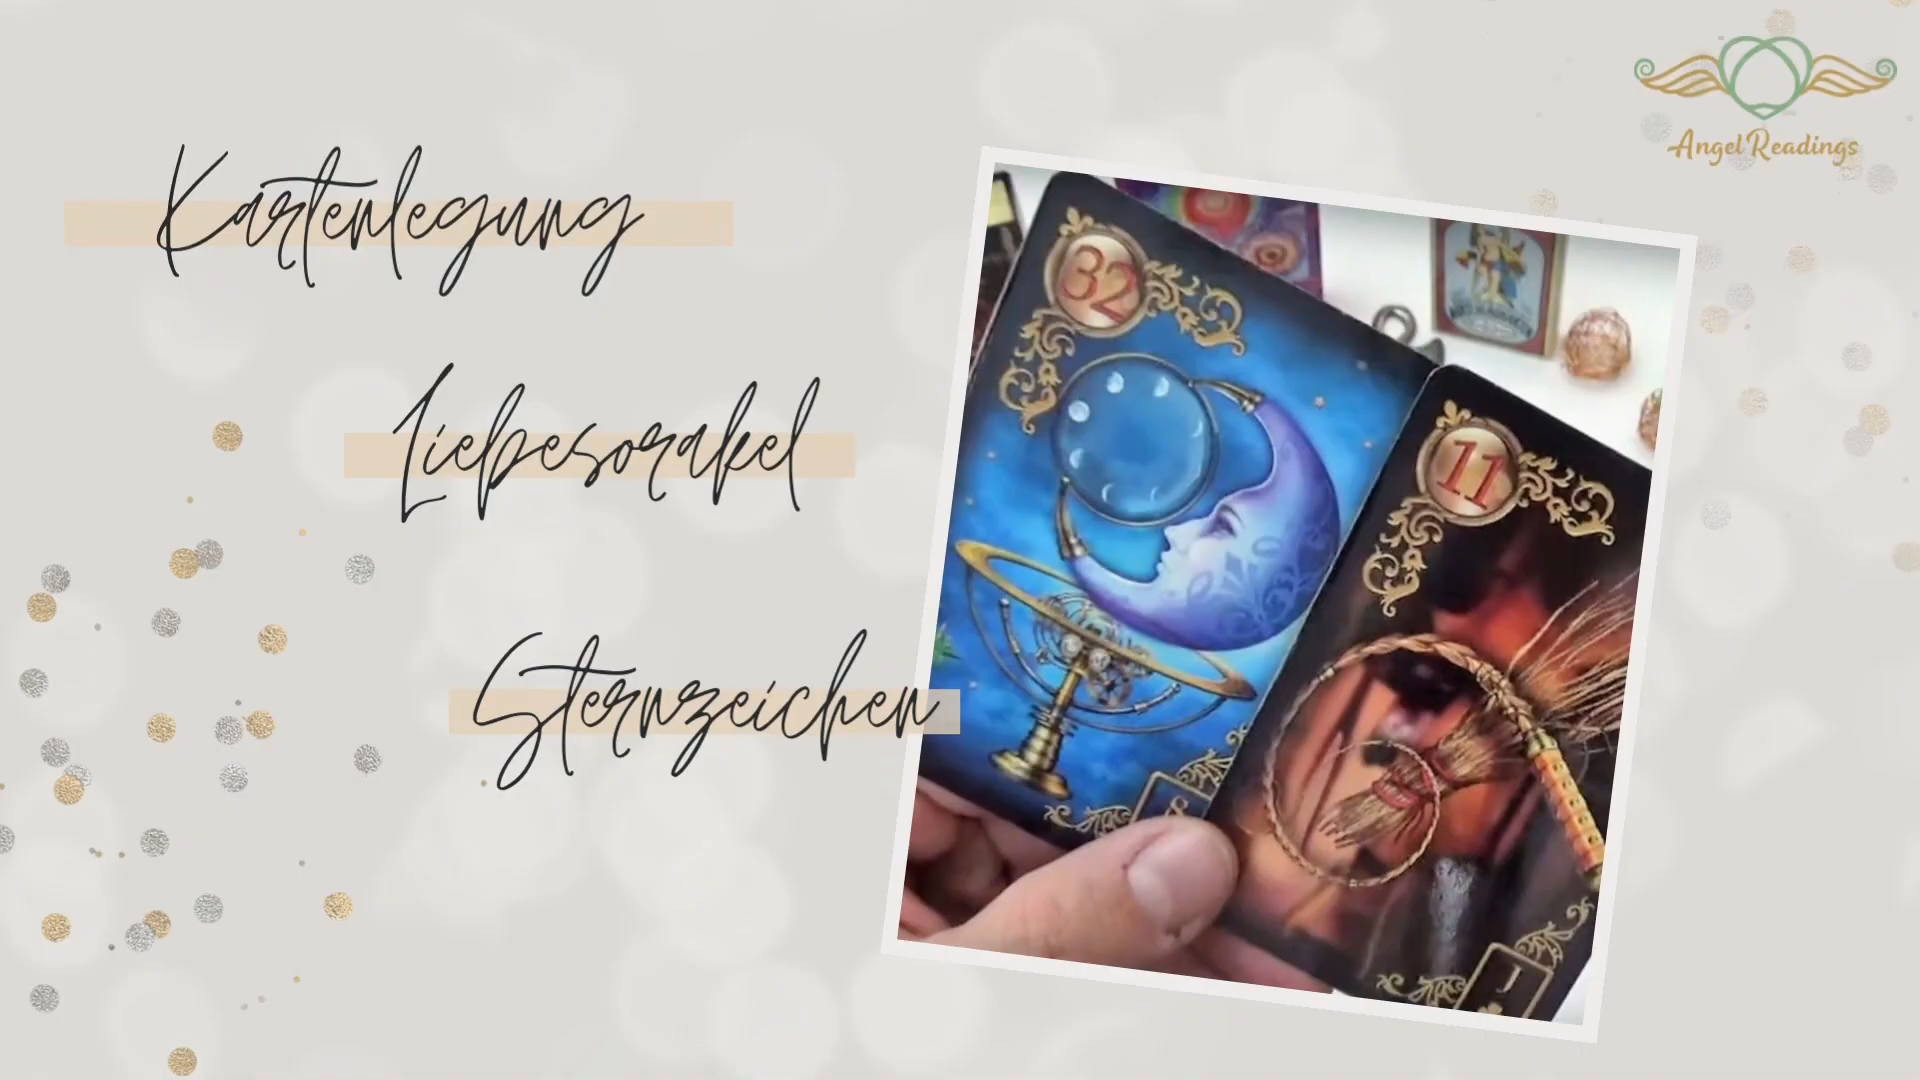 Angel Readings
Kartenlegung
Liebesorakel
Sternzeichen
32
11